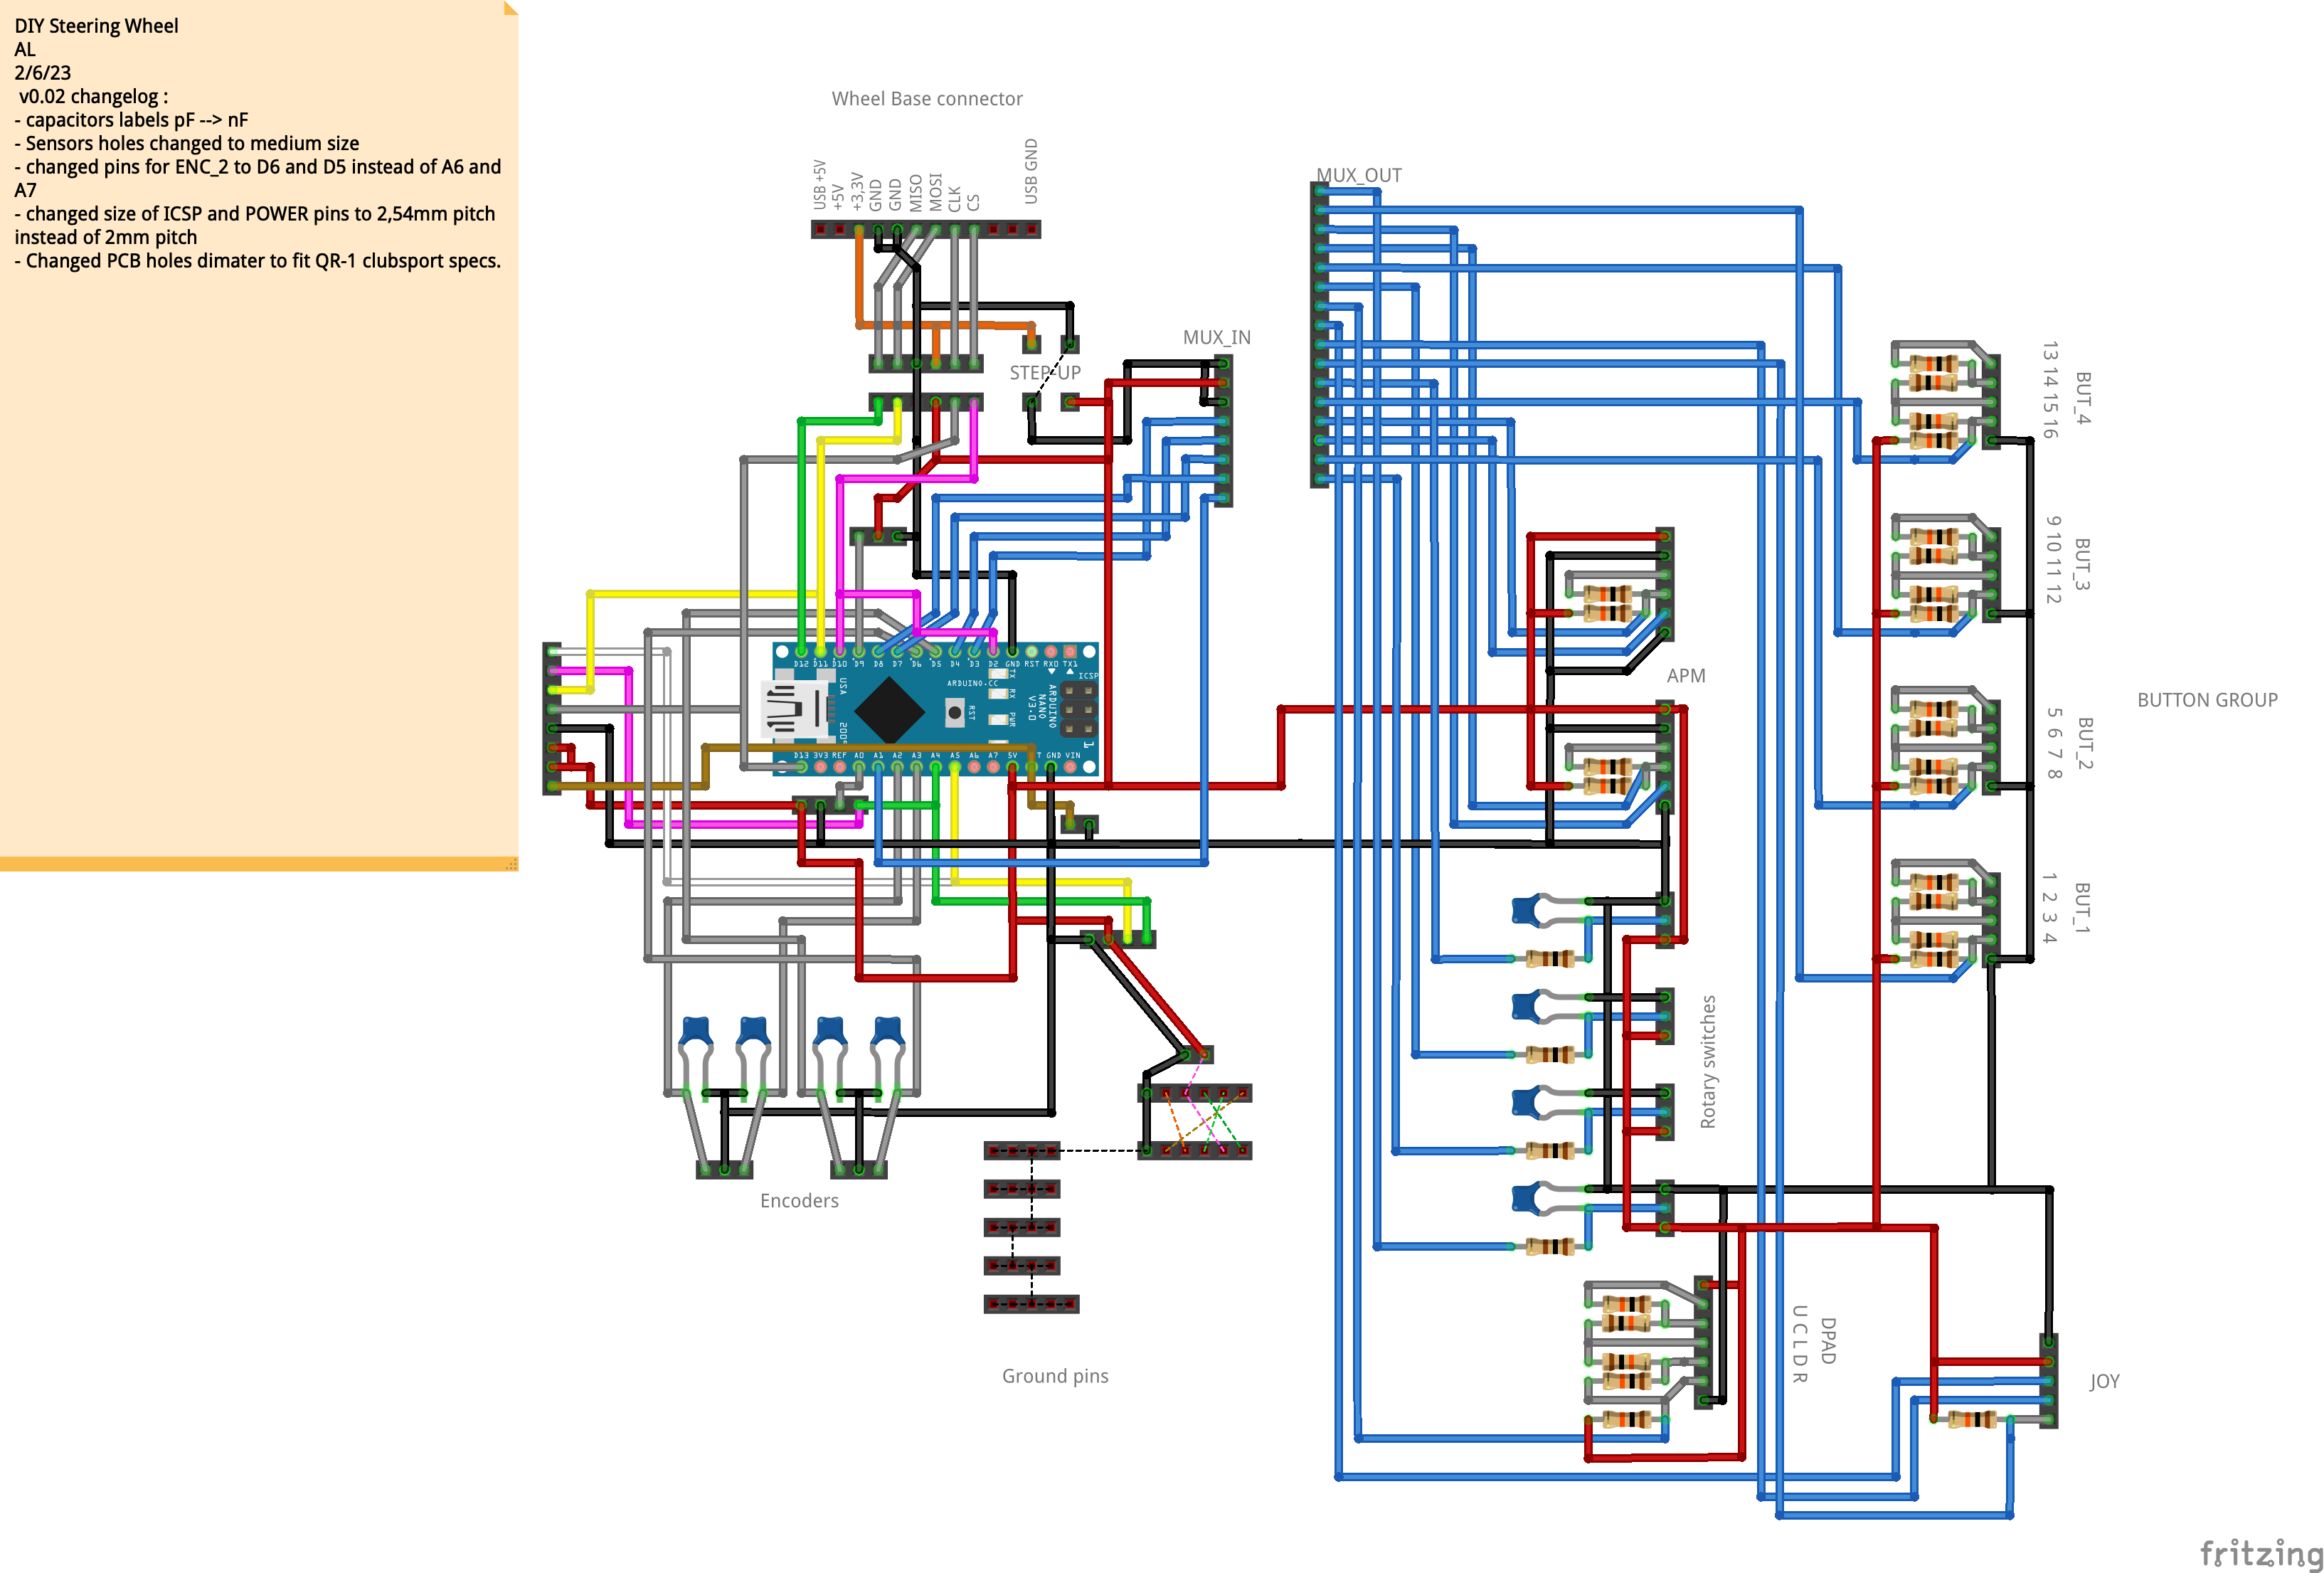 DIY Steering Wheel
AL
2/6/23
v0.02 changelog :
- capacitors labels pF --> nF
- Sensors holes changed to medium size
- changed pins for ENC_2 to D6 and D5 instead of A6 and
A7
- changed size of ICSP and POWER pins to 2,54mm pitch
instead of 2mm pitch
- Changed PCB holes dimater to fit QR-1 clubsport specs.
Wheel Base connector
USB +5V
+5V
+3,3V
GND
GND
MISO
MOSI
CLK
CS
USB GND
MUX_OUT
MUX_IN
STEP-UP
13 14 15 16
BUT_4
9 10 11 12
BUT_3
5 6 7 8
BUT_2
1 2 3 4
BUT_1
BUTTON GROUP
APM
D12 D11 D10 D9 D8 D7 D6 D5 D4 D3 D2 GND RST RX0 TX1
USA
ARDUINO.CC
ICSP
TX
RX
PWR
RST
ARDUINO
NANO
V3.0
1
D13 3V3 REF A0 A1 A2 A3 A4 A5 A6 A7 5V T GND VIN
Rotary switches
Encoders
Ground pins
U C L D R
DPAD
JOY
fritzing